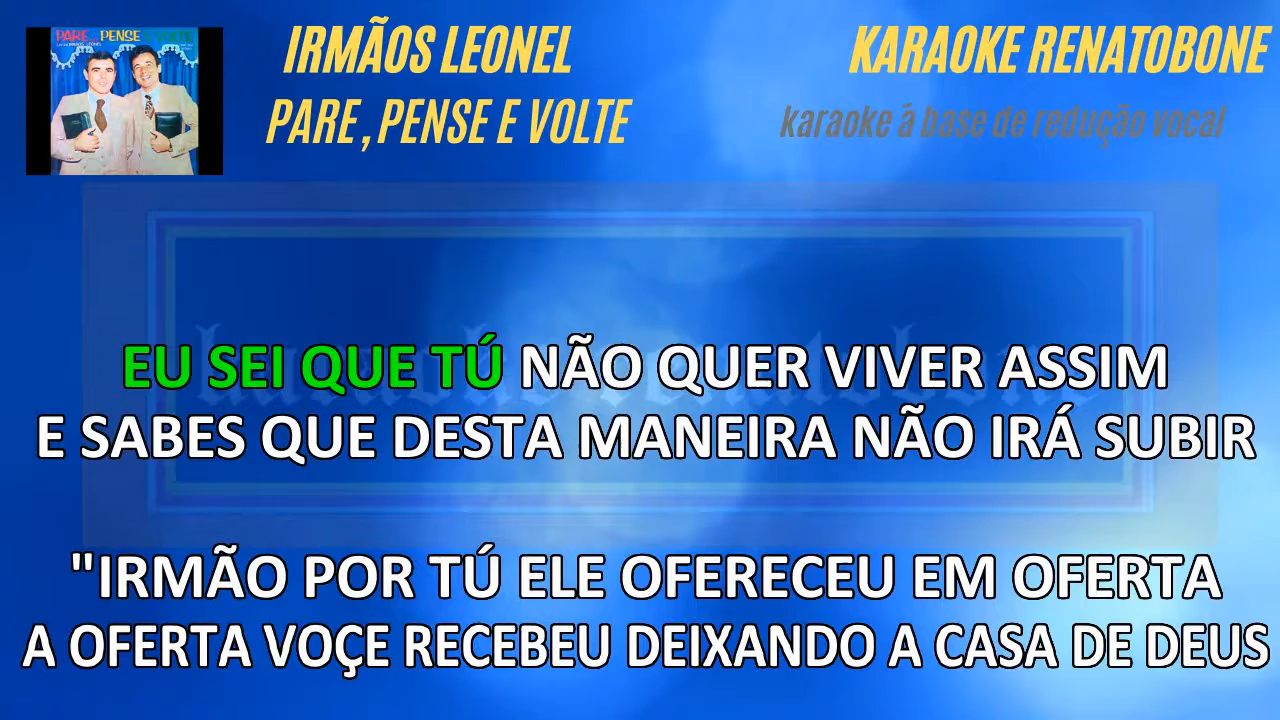 PARE... PENSE E VOLTE
IRMÃOS LEONEL
PARE , PENSE E VOLTE
KARAOKE RENATOBONE
karaoke á base de redução vocal
karaoke renatobone
EU SEI QUE TÚ NÃO QUER VIVER ASSIM
E SABES QUE DESTA MANEIRA NÃO IRÁ SUBIR
"IRMÃO POR TÚ ELE OFERECEU EM OFERTA
A OFERTA VOÇE RECEBEU DEIXANDO A CASA DE DEUS